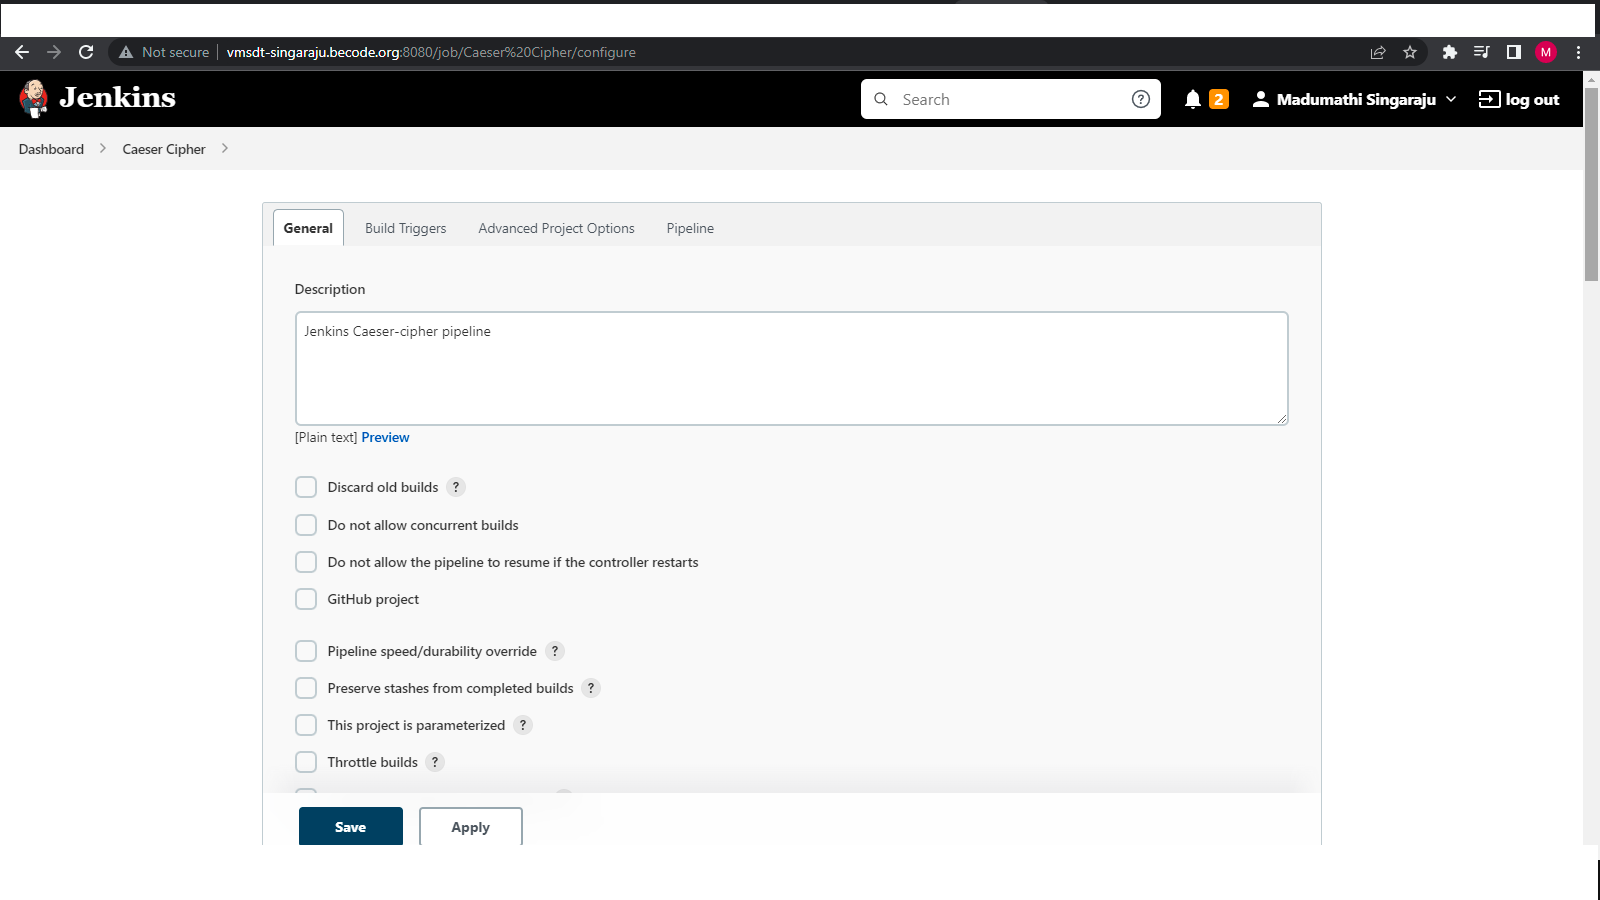 Not secure vmsdt-singaraju.becode.org:8080/job/Caeser%20Cipher/configure M
Jenkins Search ? 2 Madumathi Singaraju log out
Dashboard Caeser Cipher
General Build Triggers Advanced Project Options Pipeline
Description
Jenkins Caeser-cipher pipeline
[Plain text] Preview
Discard old builds ?
Do not allow concurrent builds
Do not allow the pipeline to resume if the controller restarts
GitHub project
Pipeline speed/durability override ?
Preserve stashes from completed builds ?
This project is parameterized ?
Throttle builds ?
Save Apply